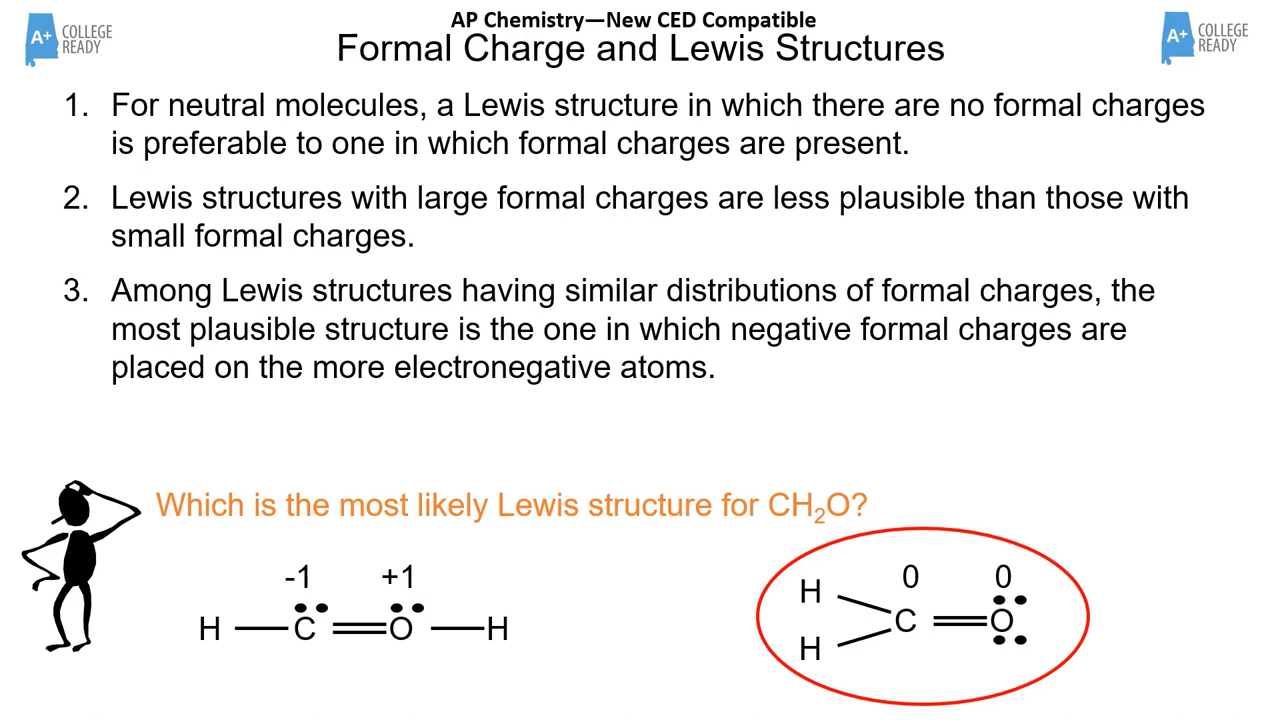 AP Chemistry—New CED Compatible
A+ COLLEGE READY
Formal Charge and Lewis Structures
A+ COLLEGE READY
1. For neutral molecules, a Lewis structure in which there are no formal charges
is preferable to one in which formal charges are present.
2. Lewis structures with large formal charges are less plausible than those with
small formal charges.
3. Among Lewis structures having similar distributions of formal charges, the
most plausible structure is the one in which negative formal charges are
placed on the more electronegative atoms.
Which is the most likely Lewis structure for CH₂O?
-1 +1
H C O H
0 0
H
C O
H